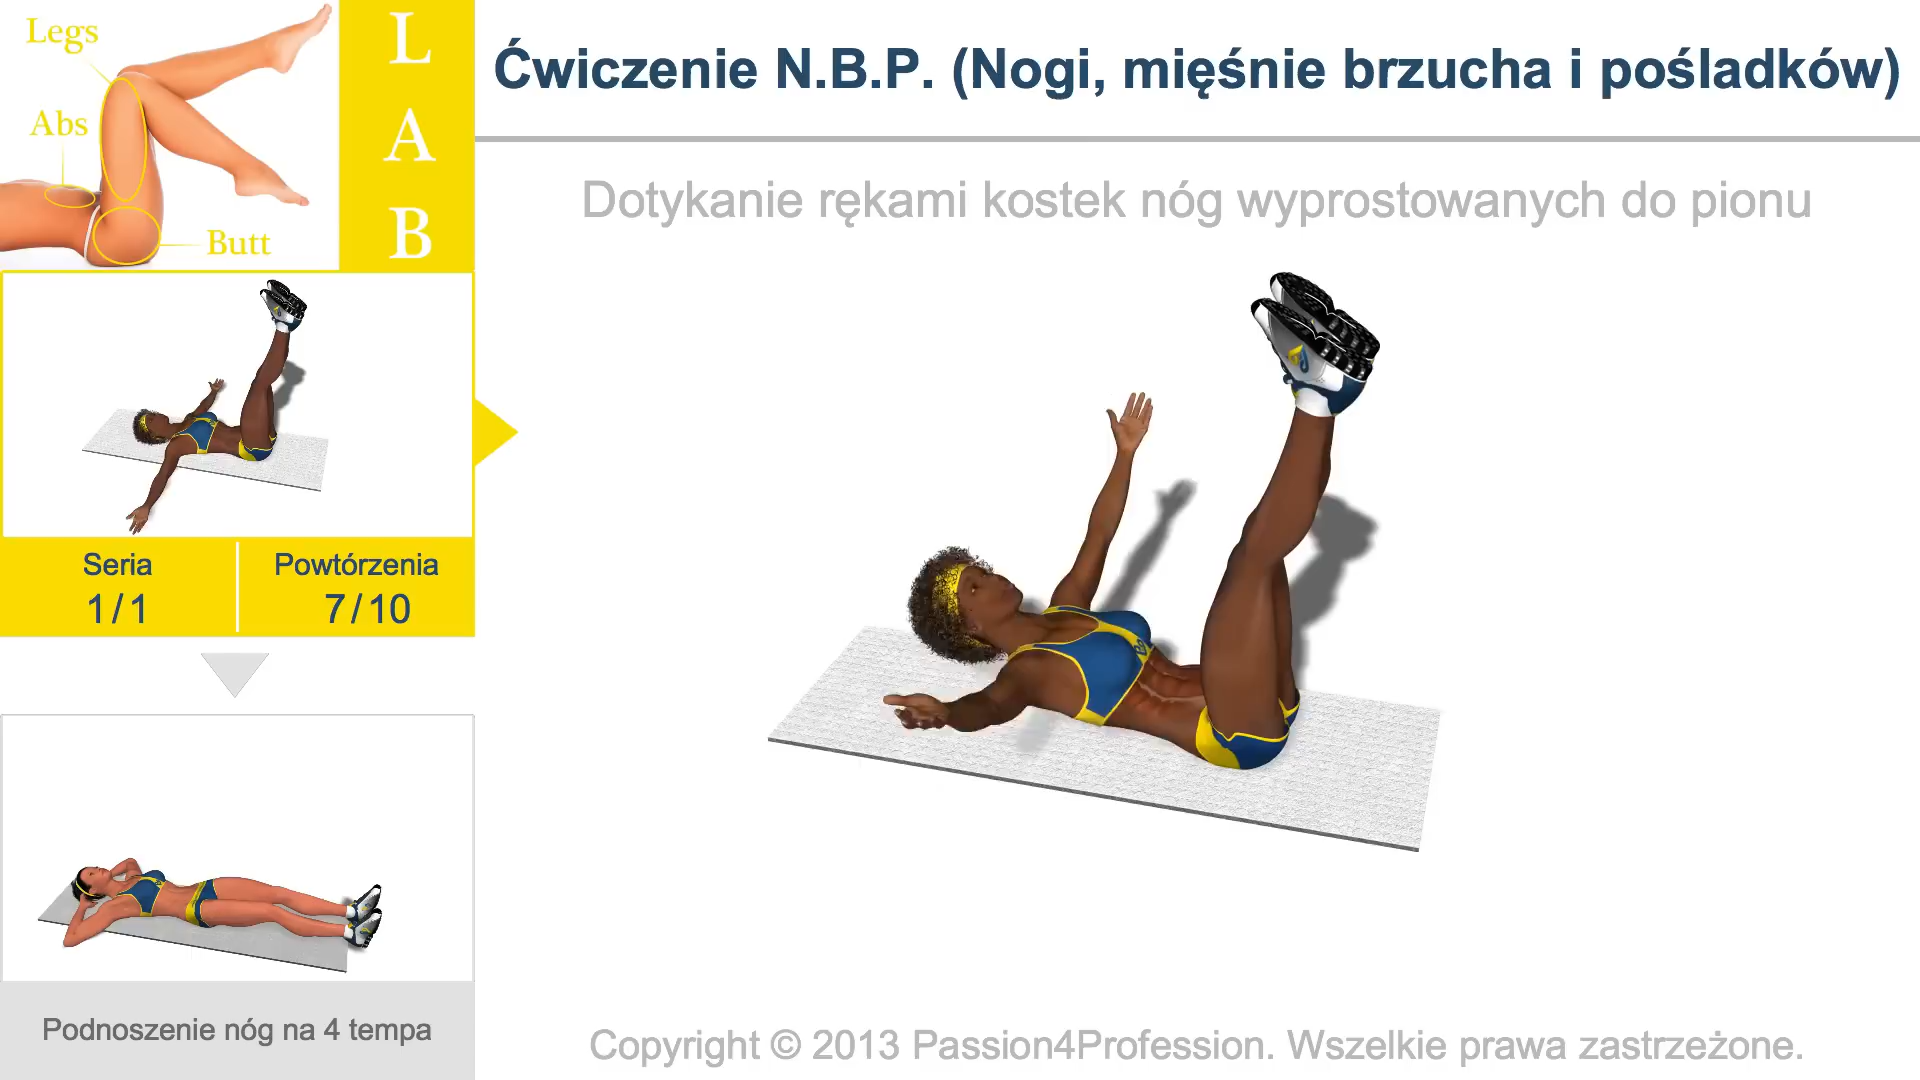 Legs
Abs
Butt
L
A
B
Ćwiczenie N.B.P. (Nogi, mięśnie brzucha i pośladków)
Dotykanie rękami kostek nóg wyprostowanych do pionu
Seria
1/1
Powtórzenia
7/10
Podnoszenie nóg na 4 tempa
Copyright © 2013 Passion4Profession. Wszelkie prawa zastrzeżone.